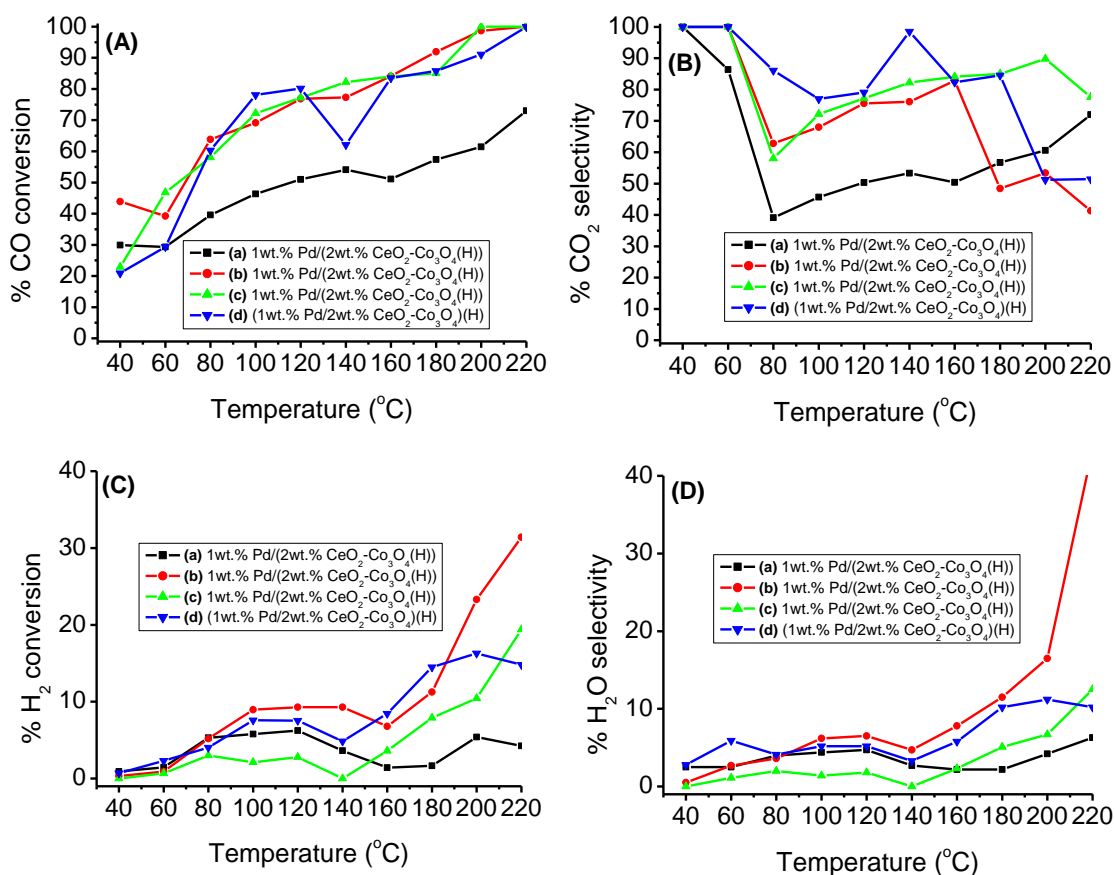 (A)
% CO conversion
100
90
80
70
60
50
40
30
20
10
0
(a) 1wt.% Pd/(2wt.% CeO₂-Co₃O₄(H))
(b) 1wt.% Pd/(2wt.% CeO₂-Co₃O₄(H))
(c) 1wt.% Pd/(2wt.% CeO₂-Co₃O₄(H))
(d) (1wt.% Pd/2wt.% CeO₂-Co₃O₄)(H)
40 60 80 100 120 140 160 180 200 220
Temperature (°C)
(B)
% CO₂ selectivity
100
90
80
70
60
50
40
30
20
10
0
(a) 1wt.% Pd/(2wt.% CeO₂-Co₃O₄(H))
(b) 1wt.% Pd/(2wt.% CeO₂-Co₃O₄(H))
(c) 1wt.% Pd/(2wt.% CeO₂-Co₃O₄(H))
(d) (1wt.% Pd/2wt.% CeO₂-Co₃O₄)(H)
40 60 80 100 120 140 160 180 200 220
Temperature (°C)
(C)
% H₂ conversion
40
30
20
10
0
(a) 1wt.% Pd/(2wt.% CeO₂-Co₃O₄(H))
(b) 1wt.% Pd/(2wt.% CeO₂-Co₃O₄(H))
(c) 1wt.% Pd/(2wt.% CeO₂-Co₃O₄(H))
(d) (1wt.% Pd/2wt.% CeO₂-Co₃O₄)(H)
40 60 80 100 120 140 160 180 200 220
Temperature (°C)
(D)
% H₂O selectivity
40
30
20
10
0
(a) 1wt.% Pd/(2wt.% CeO₂-Co₃O₄(H))
(b) 1wt.% Pd/(2wt.% CeO₂-Co₃O₄(H))
(c) 1wt.% Pd/(2wt.% CeO₂-Co₃O₄(H))
(d) (1wt.% Pd/2wt.% CeO₂-Co₃O₄)(H)
40 60 80 100 120 140 160 180 200 220
Temperature (°C)